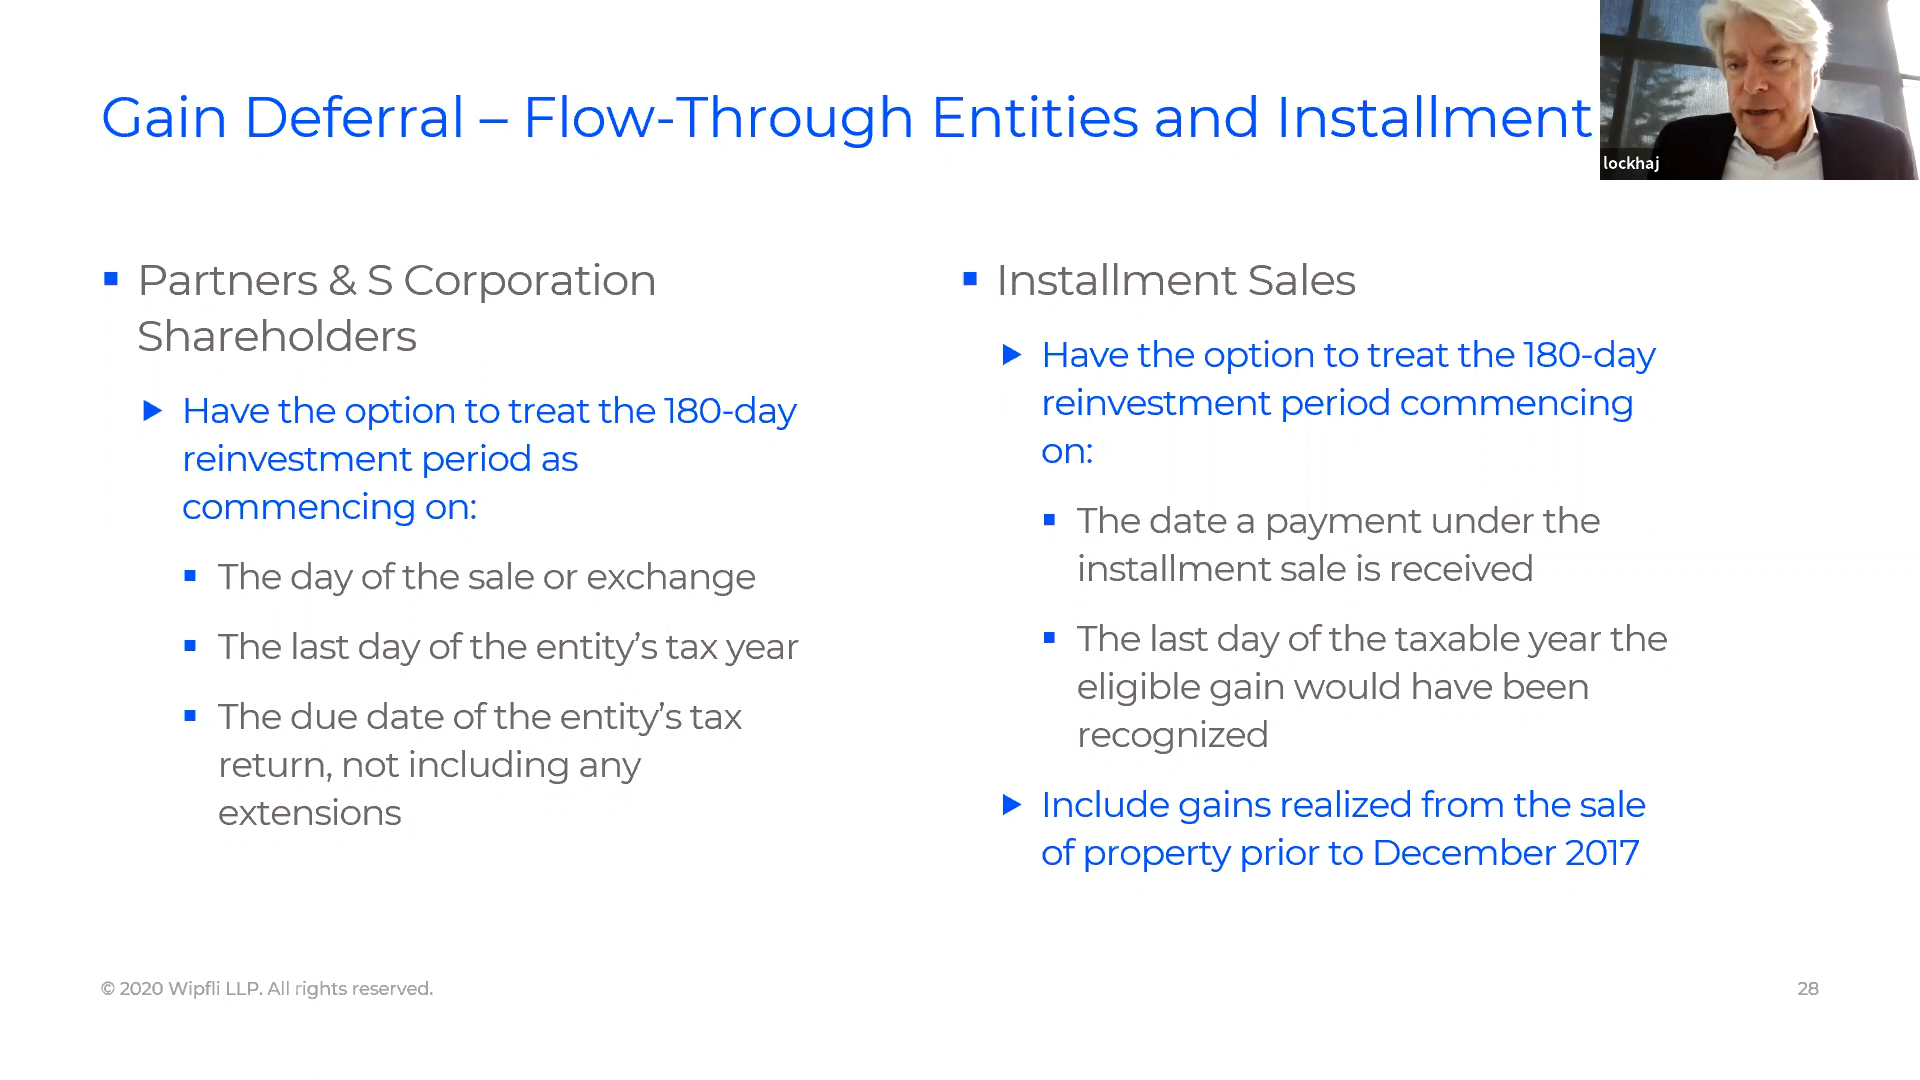 Gain Deferral – Flow-Through Entities and Installment
lockhaj
Partners & S Corporation
Shareholders
Have the option to treat the 180-day
reinvestment period as
commencing on:
The day of the sale or exchange
The last day of the entity’s tax year
The due date of the entity’s tax
return, not including any
extensions
Installment Sales
Have the option to treat the 180-day
reinvestment period commencing
on:
The date a payment under the
installment sale is received
The last day of the taxable year the
eligible gain would have been
recognized
Include gains realized from the sale
of property prior to December 2017
© 2020 Wipfli LLP. All rights reserved.
28